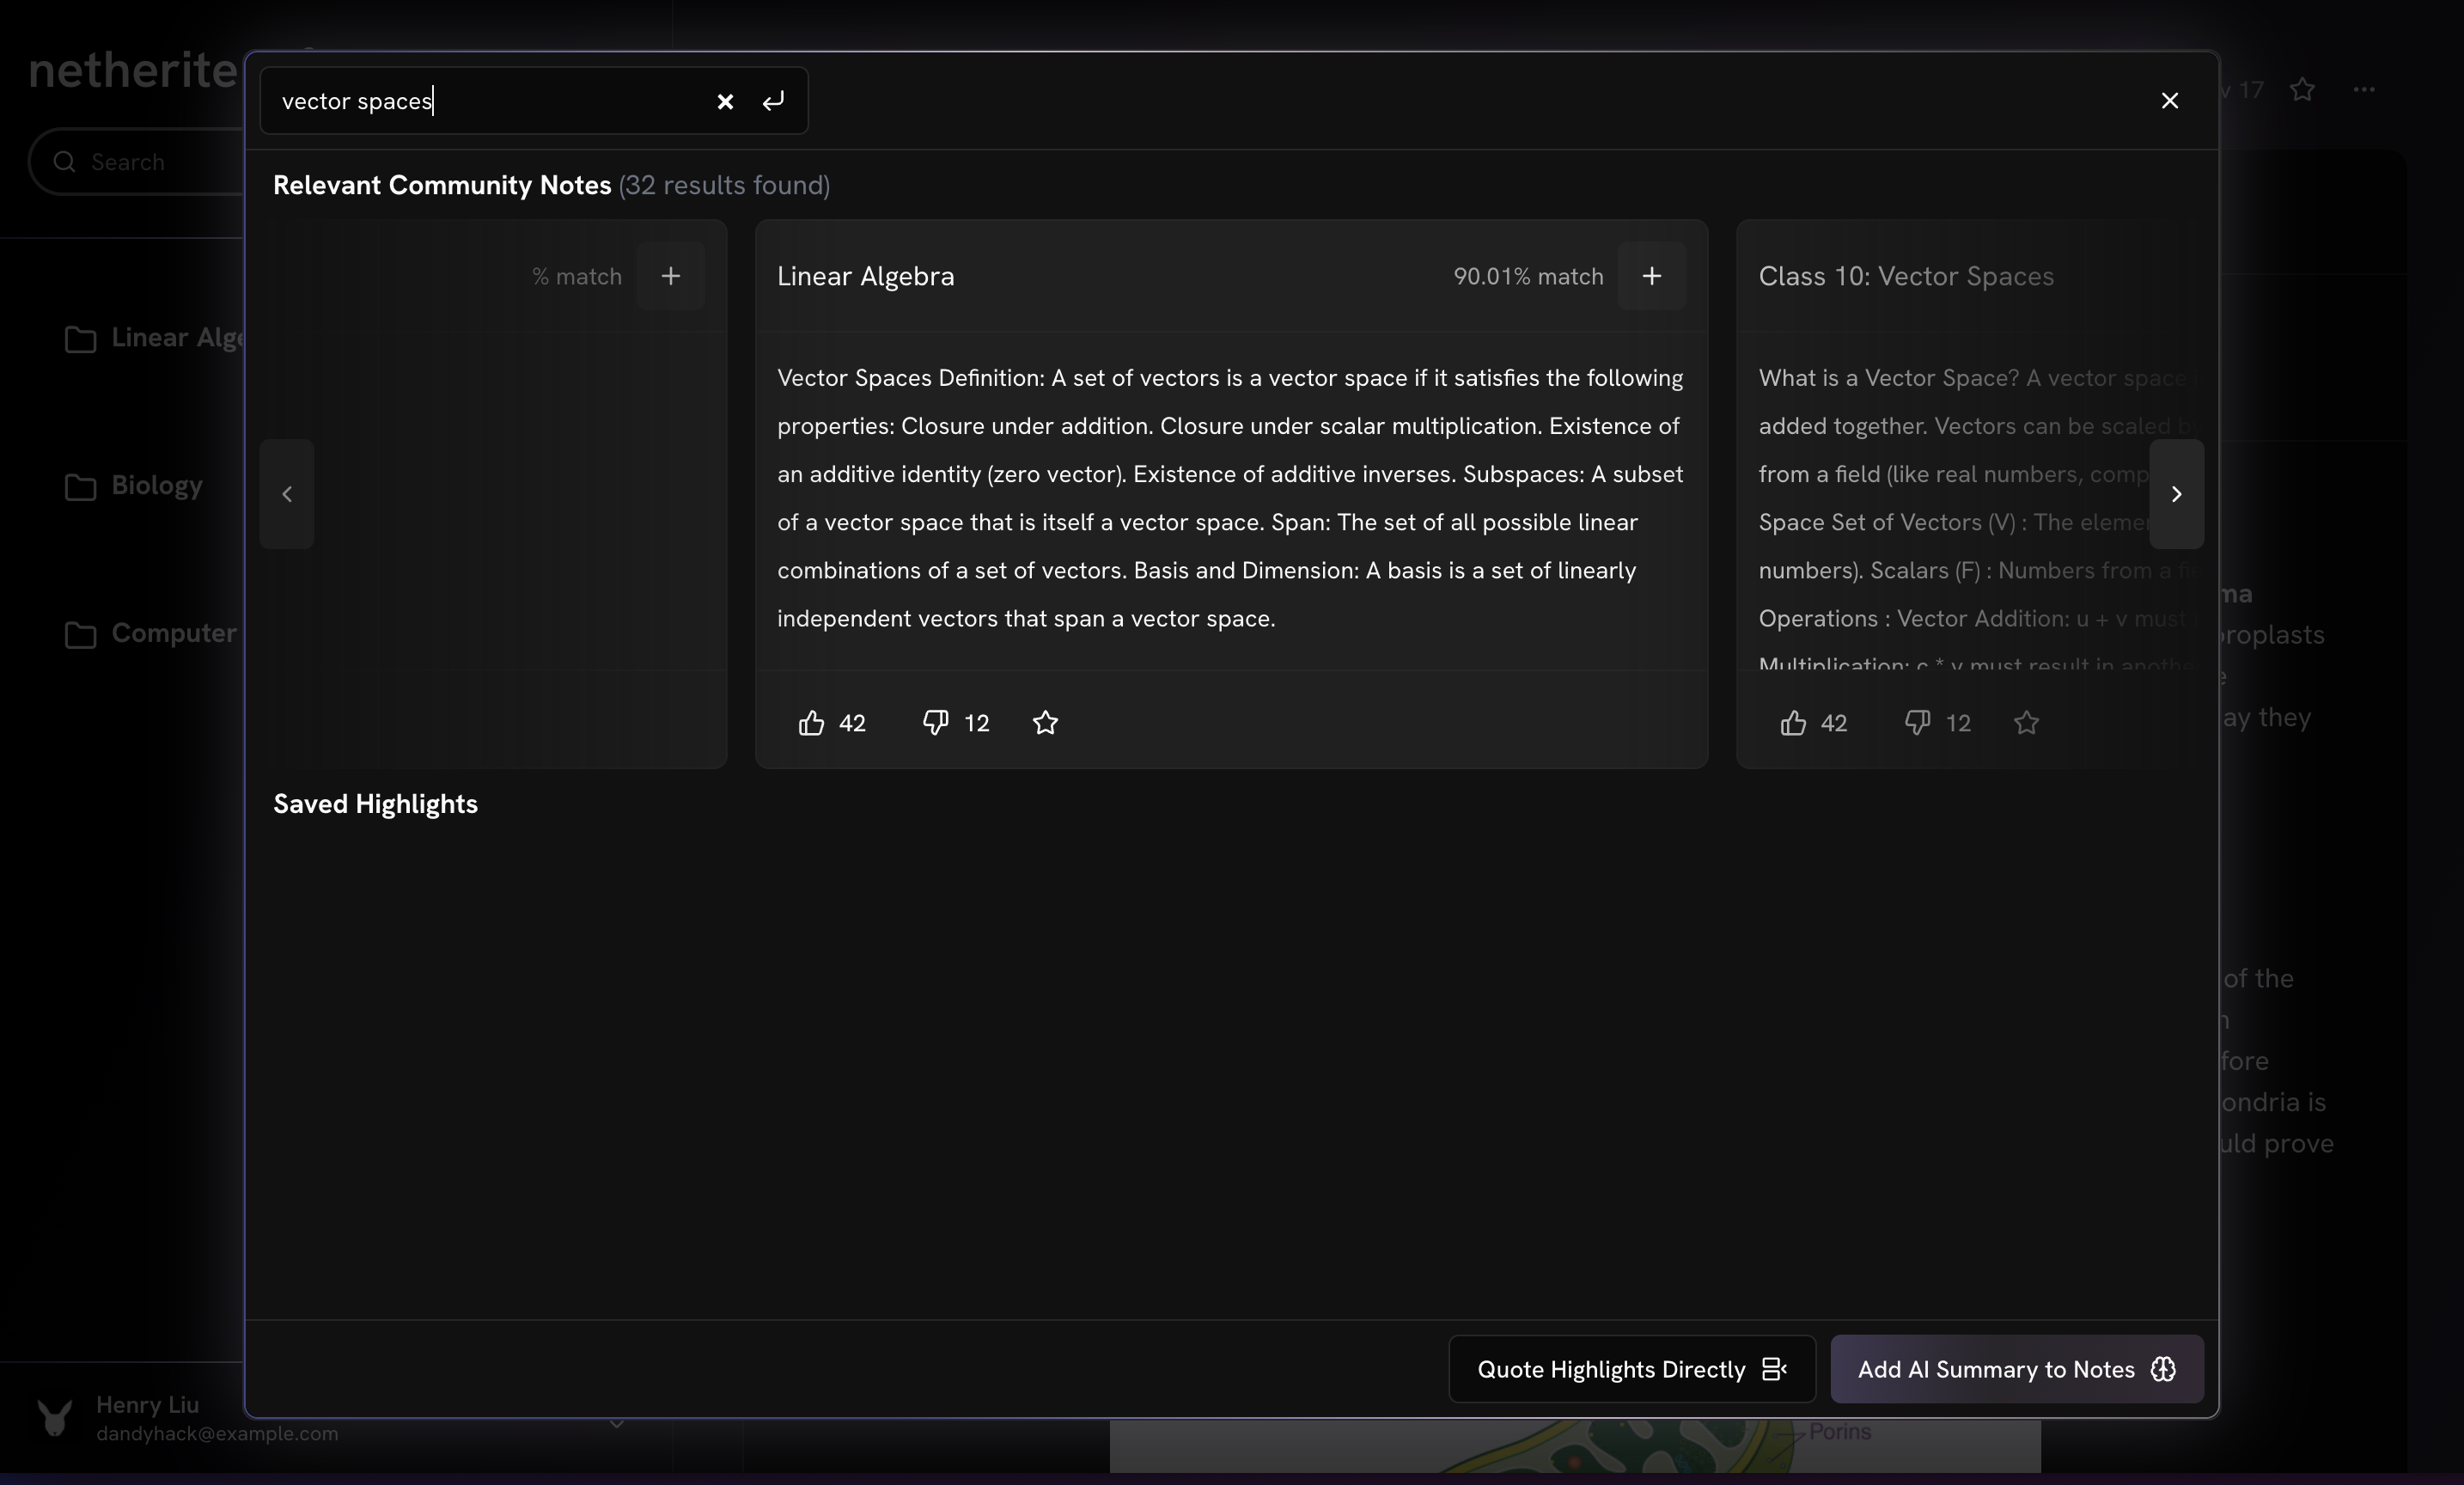 netherite
Search
Linear Alge
Biology
Computer
Henry Liu
dandyhack@example.com
vector spaces
Relevant Community Notes (32 results found)
% match
Linear Algebra
90.01% match
Vector Spaces Definition: A set of vectors is a vector space if it satisfies the following
properties: Closure under addition. Closure under scalar multiplication. Existence of
an additive identity (zero vector). Existence of additive inverses. Subspaces: A subset
of a vector space that is itself a vector space. Span: The set of all possible linear
combinations of a set of vectors. Basis and Dimension: A basis is a set of linearly
independent vectors that span a vector space.
42
12
Class 10: Vector Spaces
What is a Vector Space? A vector space
added together. Vectors can be scaled b
from a field (like real numbers, comp
Space Set of Vectors (V) : The eleme
numbers). Scalars (F) : Numbers from a fie
Operations : Vector Addition: u + v must
Multiplication: c * v must result in anothe
42
12
Saved Highlights
Quote Highlights Directly
Add AI Summary to Notes
v 17
ma
roplasts
ay they
of the
fore
ondria is
uld prove
Porins